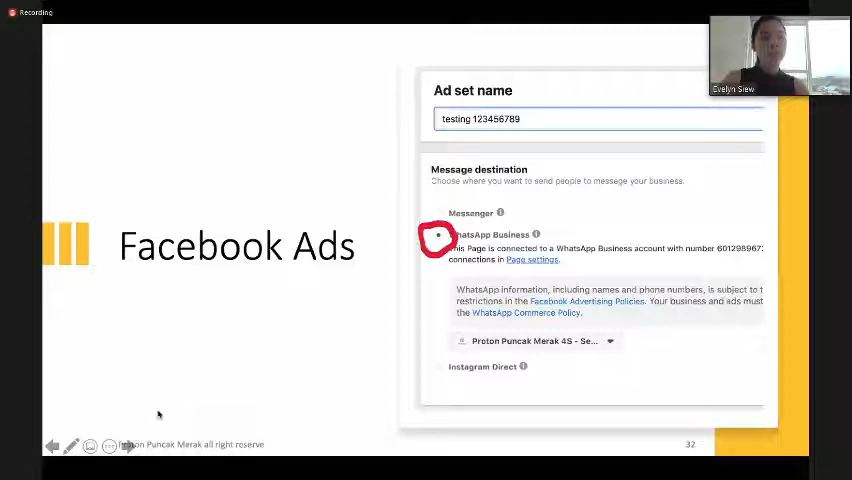 Recording
Evelyn Siew
Ad set name
testing 123456789
Message destination
Choose where you want to send people to message your business.
Messenger
WhatsApp Business
This Page is connected to a WhatsApp Business account with number 6012989672
connections in Page settings.
WhatsApp information, including names and phone numbers, is subject to t
restrictions in the Facebook Advertising Policies. Your business and ads must
the WhatsApp Commerce Policy.
Proton Puncak Merak 4S - Se...
Instagram Direct
Facebook Ads
Proton Puncak Merak all right reserve
32